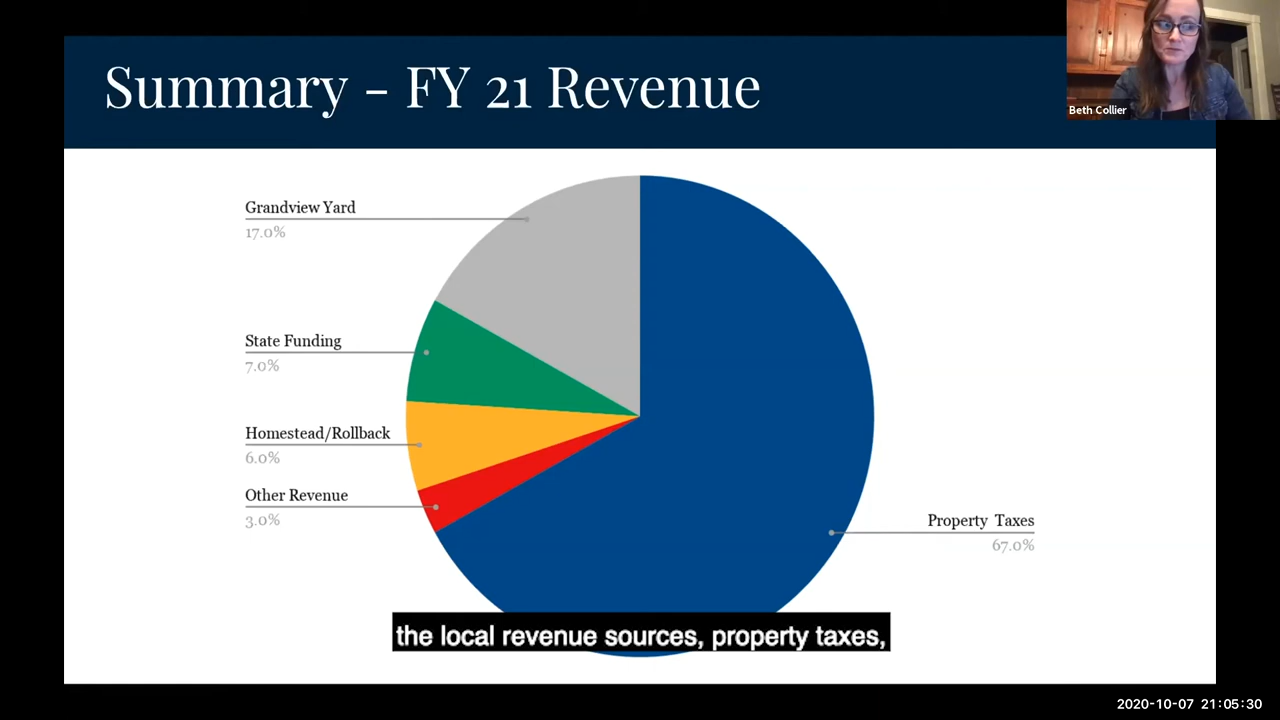 Summary - FY 21 Revenue
Beth Collier
Grandview Yard
17.0%
State Funding
7.0%
Homestead/Rollback
6.0%
Other Revenue
3.0%
Property Taxes
67.0%
the local revenue sources, property taxes,
2020-10-07 21:05:30